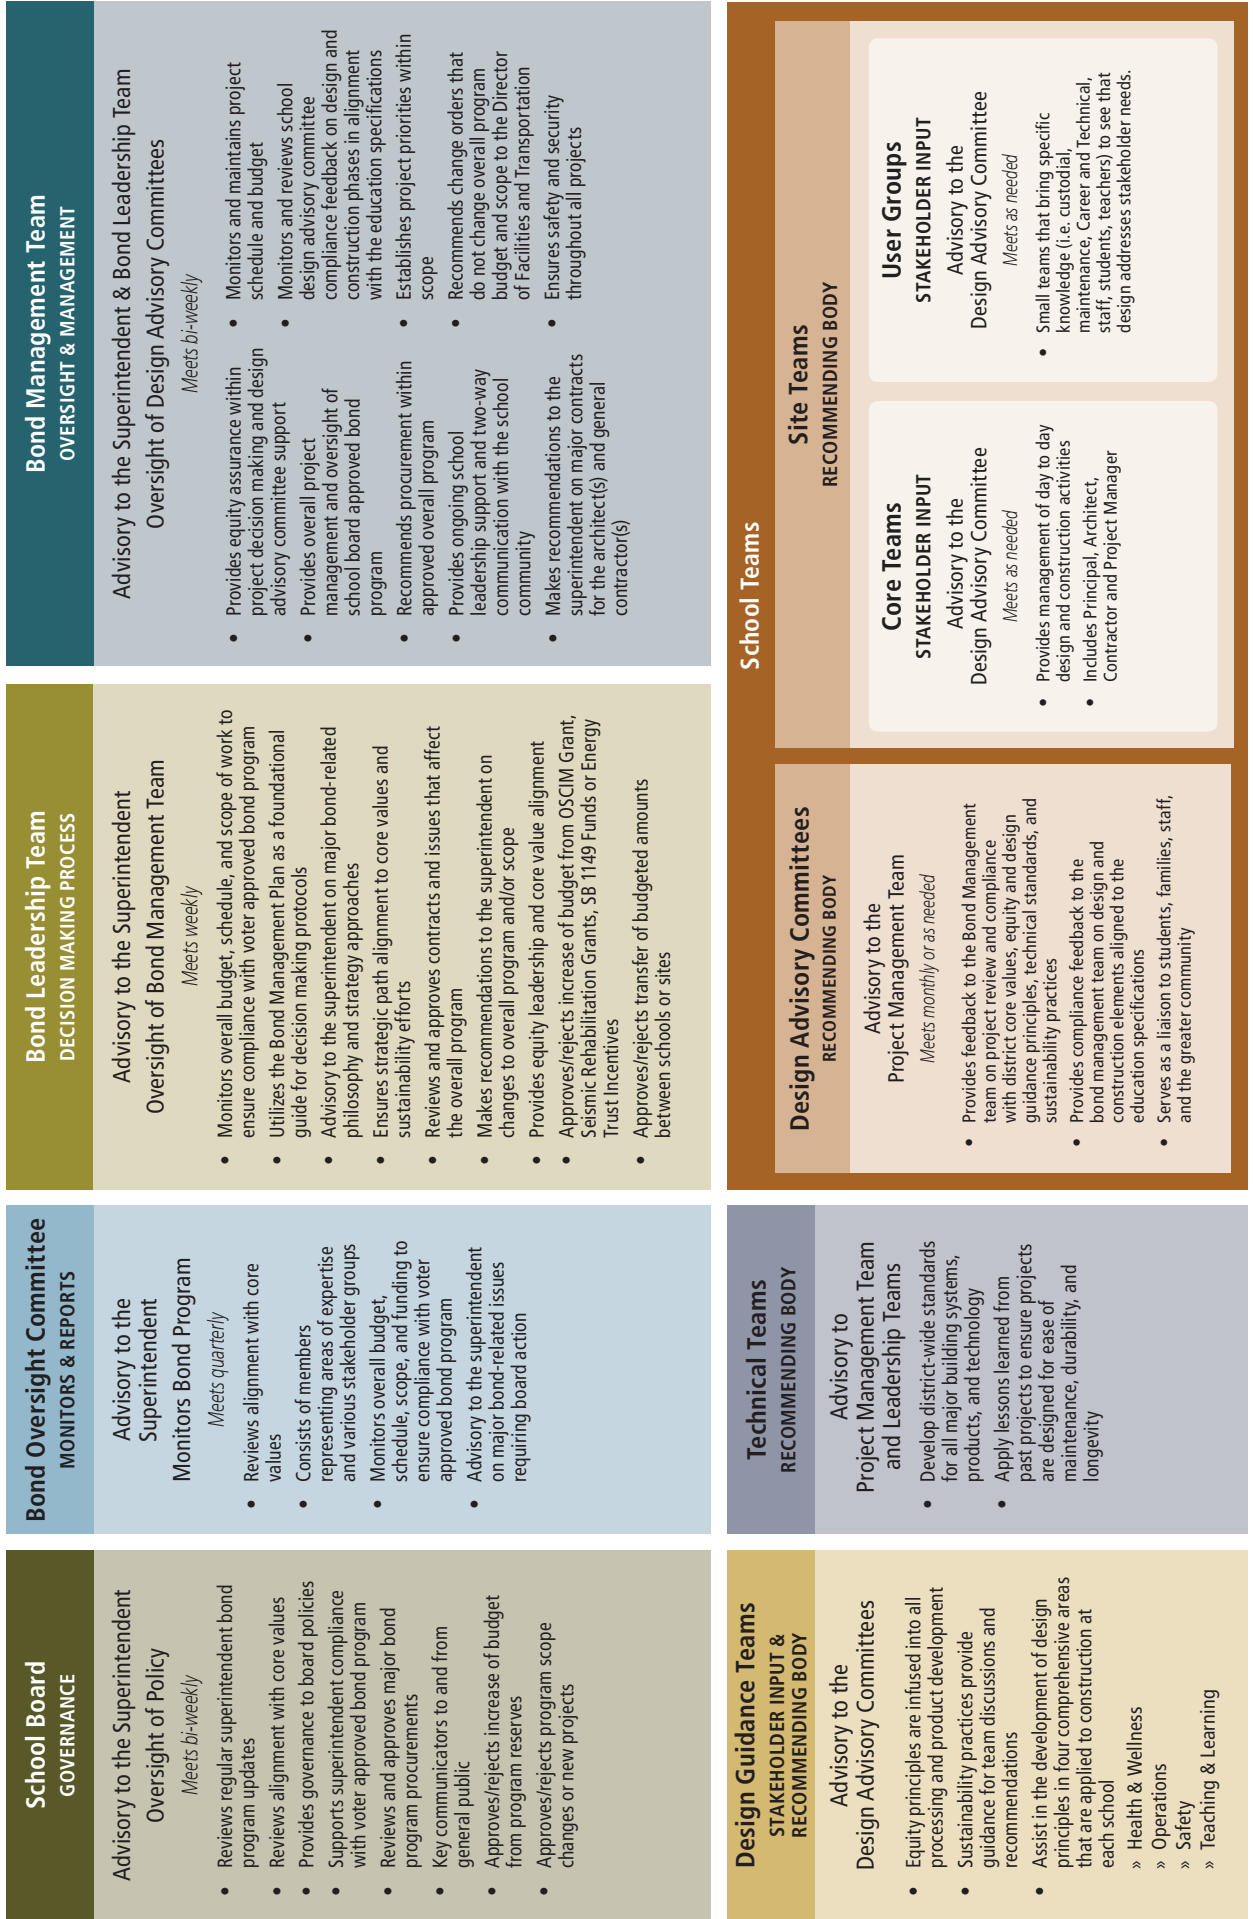 School Board
GOVERNANCE
Advisory to the Superintendent
Oversight of Policy
Meets bi-weekly
• Reviews regular superintendent bond
program updates
• Reviews alignment with core values
• Provides governance to board policies
• Supports superintendent compliance
with voter approved bond program
• Reviews and approves major bond
program procurements
• Key communicators to and from
general public
• Approves/rejects increase of budget
from program reserves
• Approves/rejects program scope
changes or new projects
Bond Oversight Committee
MONITORS & REPORTS
Advisory to the
Superintendent
Monitors Bond Program
Meets quarterly
• Reviews alignment with core
values
• Consists of members
representing areas of expertise
and various stakeholder groups
• Monitors overall budget,
schedule, scope, and funding to
ensure compliance with voter
approved bond program
• Advisory to the superintendent
on major bond-related issues
requiring board action
Bond Leadership Team
DECISION MAKING PROCESS
Advisory to the Superintendent
Oversight of Bond Management Team
Meets weekly
• Monitors overall budget, schedule, and scope of work to
ensure compliance with voter approved bond program
• Utilizes the Bond Management Plan as a foundational
guide for decision making protocols
• Advisory to the superintendent on major bond-related
philosophy and strategy approaches
• Ensures strategic path alignment to core values and
sustainability efforts
• Reviews and approves contracts and issues that affect
the overall program
• Makes recommendations to the superintendent on
changes to overall program and/or scope
• Provides equity leadership and core value alignment
• Approves/rejects increase of budget from OSCIM Grant,
Seismic Rehabilitation Grants, SB 1149 Funds or Energy
Trust Incentives
• Approves/rejects transfer of budgeted amounts
between schools or sites
Bond Management Team
OVERSIGHT & MANAGEMENT
Advisory to the Superintendent & Bond Leadership Team
Oversight of Design Advisory Committees
Meets bi-weekly
• Provides equity assurance within
project decision making and design
advisory committee support
• Provides overall project
management and oversight of
school board approved bond
program
• Recommends procurement within
approved overall program
• Provides ongoing school
leadership support and two-way
communication with the school
community
• Makes recommendations to the
superintendent on major contracts
for the architect(s) and general
contractor(s)
• Monitors and maintains project
schedule and budget
• Monitors and reviews school
design advisory committee
compliance feedback on design and
construction phases in alignment
with the education specifications
• Establishes project priorities within
scope
• Recommends change orders that
do not change overall program
budget and scope to the Director
of Facilities and Transportation
• Ensures safety and security
throughout all projects
Design Guidance Teams
STAKEHOLDER INPUT &
RECOMMENDING BODY
Advisory to the
Design Advisory Committees
• Equity principles are infused into all
processing and product development
• Sustainability practices provide
guidance for team discussions and
recommendations
• Assist in the development of design
principles in four comprehensive areas
that are applied to construction at
each school
» Health & Wellness
» Operations
» Safety
» Teaching & Learning
Technical Teams
RECOMMENDING BODY
Advisory to
Project Management Team
and Leadership Teams
• Develop district-wide standards
for all major building systems,
products, and technology
• Apply lessons learned from
past projects to ensure projects
are designed for ease of
maintenance, durability, and
longevity
School Teams
Design Advisory Committees
RECOMMENDING BODY
Advisory to the
Project Management Team
Meets monthly or as needed
• Provides feedback to the Bond Management
team on project review and compliance
with district core values, equity and design
guidance principles, technical standards, and
sustainability practices
• Provides compliance feedback to the
bond management team on design and
construction elements aligned to the
education specifications
• Serves as a liaison to students, families, staff,
and the greater community
Site Teams
RECOMMENDING BODY
Core Teams
STAKEHOLDER INPUT
Advisory to the
Design Advisory Committee
Meets as needed
• Provides management of day to day
design and construction activities
• Includes Principal, Architect,
Contractor and Project Manager
User Groups
STAKEHOLDER INPUT
Advisory to the
Design Advisory Committee
Meets as needed
• Small teams that bring specific
knowledge (i.e. custodial,
maintenance, Career and Technical,
staff, students, teachers) to see that
design addresses stakeholder needs.